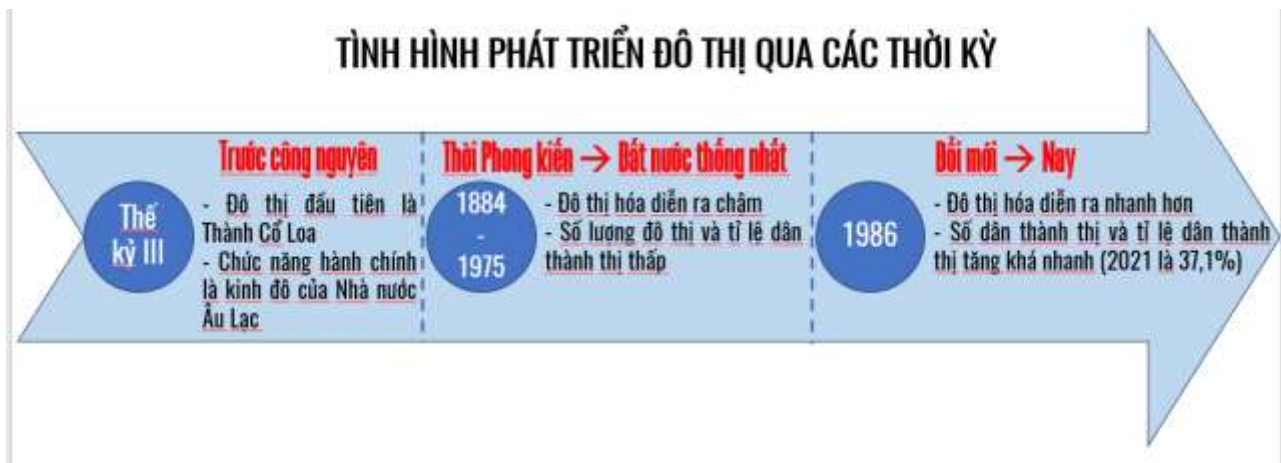 TÌNH HÌNH PHÁT TRIỂN ĐÔ THỊ QUA CÁC THỜI KỲ
Trước công nguyên
Thế
kỷ III
- Đô thị đầu tiên là
Thành Cổ Loa
- Chức năng hành chính
là kinh đô của Nhà nước
Âu Lạc
Thời Phong kiến → Đất nước thống nhất
1884
-
1975
- Đô thị hóa diễn ra chậm
- Số lượng đô thị và tỉ lệ dân
thành thị thấp
Đổi mới → Nay
1986
- Đô thị hóa diễn ra nhanh hơn
- Số dân thành thị và tỉ lệ dân thành
thị tăng khá nhanh (2021 là 37,1%)